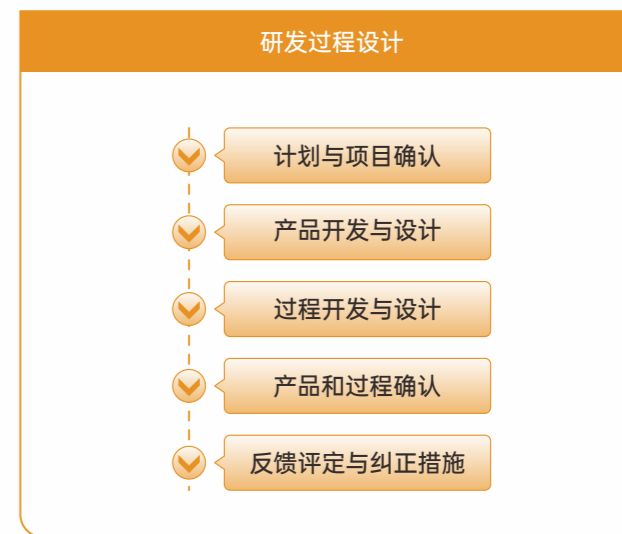 研发过程设计
计划与项目确认
产品开发与设计
过程开发与设计
产品和过程确认
反馈评定与纠正措施